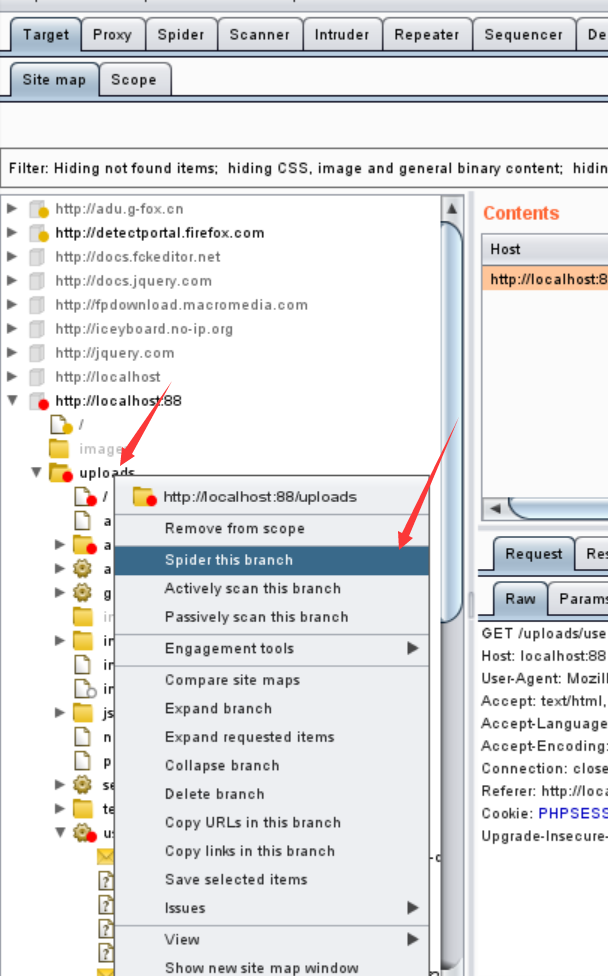 Target Proxy Spider Scanner Intruder Repeater Sequencer De
Site map Scope
Filter: Hiding not found items; hiding CSS, image and general binary content; hidin
http://adu.g-fox.cn
http://detectportal.firefox.com
http://docs.fckeditor.net
http://docs.jquery.com
http://fpdownload.macromedia.com
http://iceyboard.no-ip.org
http://jquery.com
http://localhost
http://localhost:88
/
image
uploads
/
a
a
a
g
in
in
in
in
js
n
p
se
te
us
http://localhost:88/uploads
Remove from scope
Spider this branch
Actively scan this branch
Passively scan this branch
Engagement tools
Compare site maps
Expand branch
Expand requested items
Collapse branch
Delete branch
Copy URLs in this branch
Copy links in this branch
Save selected items
Issues
View
Show new site map window
Contents
Host
http://localhost:8
Request Res
Raw Params
GET /uploads/use
Host: localhost:88
User-Agent: Mozill
Accept: text/html,
Accept-Language
Accept-Encoding:
Connection: close
Referer: http://loca
Cookie: PHPSESS
Upgrade-Insecure-